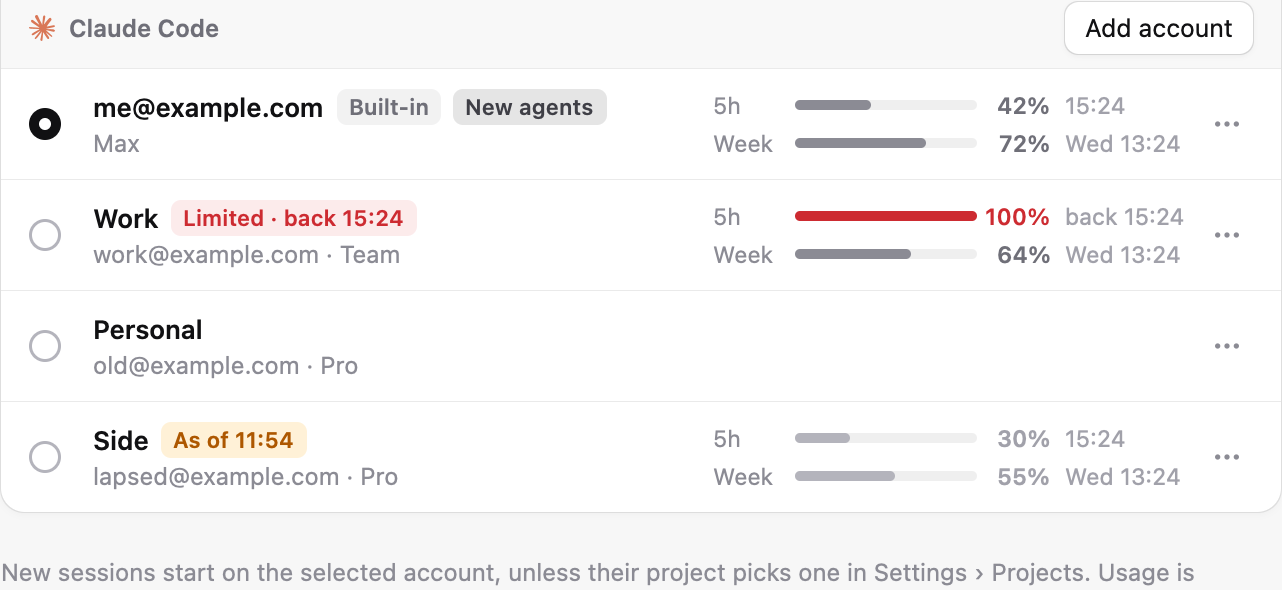 Claude Code
Add account
me@example.com Built-in New agents 5h 42% 15:24
Max Week 72% Wed 13:24
Work Limited · back 15:24 5h 100% back 15:24
work@example.com · Team Week 64% Wed 13:24
Personal
old@example.com · Pro
Side As of 11:54 5h 30% 15:24
lapsed@example.com · Pro Week 55% Wed 13:24
New sessions start on the selected account, unless their project picks one in Settings › Projects. Usage is